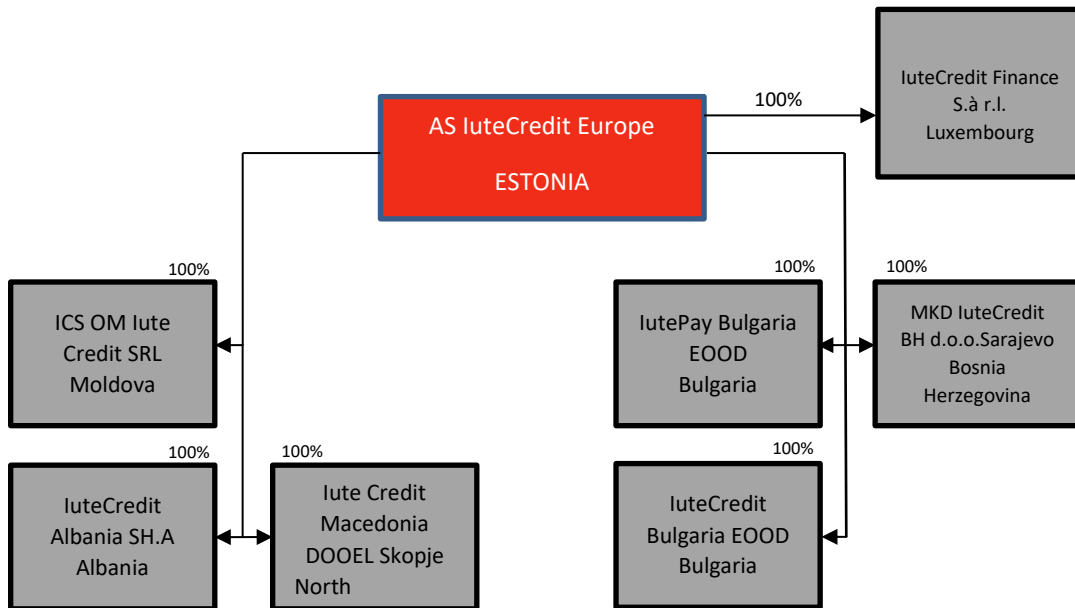 IuteCredit Finance
S.à r.l.
Luxembourg
100%
AS IuteCredit Europe
ESTONIA
100%
ICS OM Iute
Credit SRL
Moldova
100%
IutePay Bulgaria
EOOD
Bulgaria
100%
MKD IuteCredit
BH d.o.o.Sarajevo
Bosnia
Herzegovina
100%
IuteCredit
Albania SH.A
Albania
100%
Iute Credit
Macedonia
DOOEL Skopje
North
100%
IuteCredit
Bulgaria EOOD
Bulgaria